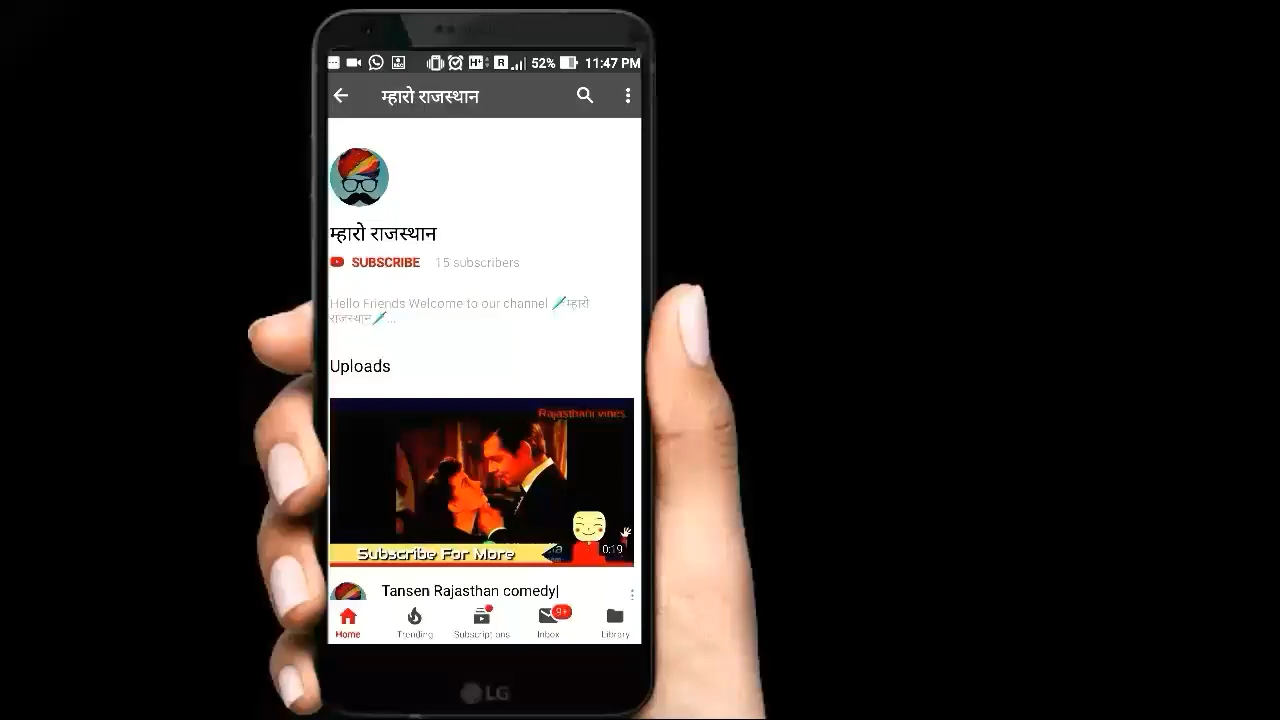 H+ R 52% 11:47 PM
म्हारो राजस्थान
म्हारो राजस्थान
SUBSCRIBE 15 subscribers
Hello Friends Welcome to our channel म्हारो
राजस्थान ...
Uploads
Rajasthani vines
Subscribe For More
0:19
Tansen Rajasthan comedy|
9+
Home Trending Subscriptions Inbox Library
LG